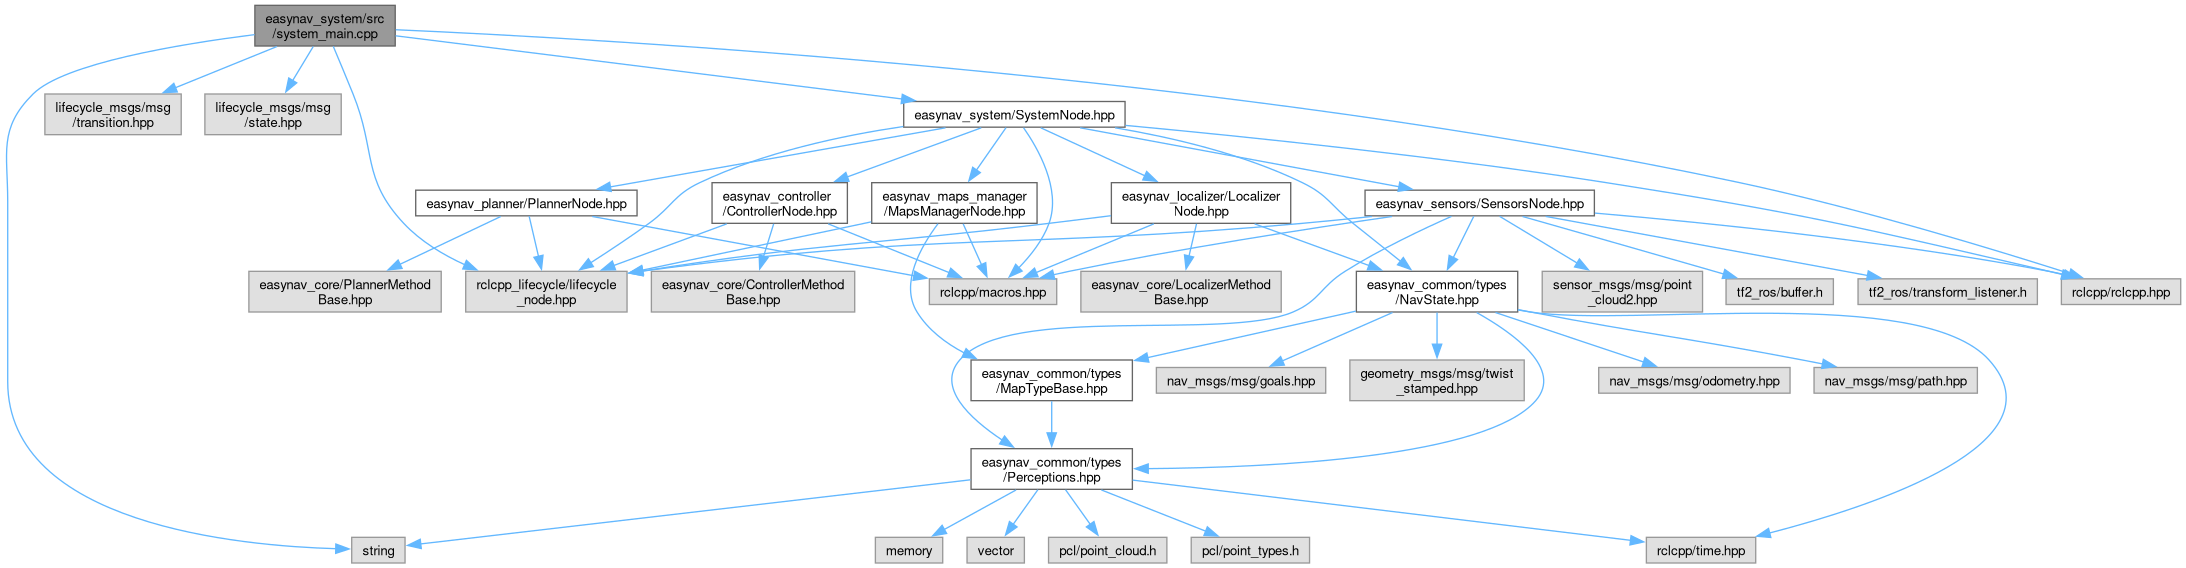 easynav_system/src
/system_main.cpp
lifecycle_msgs/msg
/transition.hpp
lifecycle_msgs/msg
/state.hpp
easynav_system/SystemNode.hpp
easynav_planner/PlannerNode.hpp
easynav_controller
/ControllerNode.hpp
easynav_maps_manager
/MapsManagerNode.hpp
easynav_localizer/Localizer
Node.hpp
easynav_sensors/SensorsNode.hpp
easynav_core/PlannerMethod
Base.hpp
rclcpp_lifecycle/lifecycle
_node.hpp
easynav_core/ControllerMethod
Base.hpp
rclcpp/macros.hpp
easynav_core/LocalizerMethod
Base.hpp
easynav_common/types
/NavState.hpp
sensor_msgs/msg/point
_cloud2.hpp
tf2_ros/buffer.h
tf2_ros/transform_listener.h
rclcpp/rclcpp.hpp
easynav_common/types
/MapTypeBase.hpp
nav_msgs/msg/goals.hpp
geometry_msgs/msg/twist
_stamped.hpp
nav_msgs/msg/odometry.hpp
nav_msgs/msg/path.hpp
easynav_common/types
/Perceptions.hpp
string
memory
vector
pcl/point_cloud.h
pcl/point_types.h
rclcpp/time.hpp